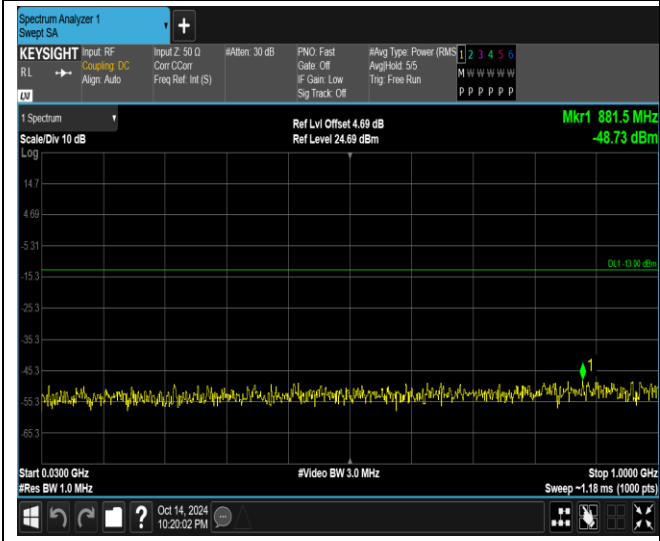 Spectrum Analyzer 1
Swept SA
+
KEYSIGHT
RL
LXI
Input: RF
Coupling: DC
Align: Auto
Input Z: 50 Ω
Corr CCorr
Freq Ref: Int (S)
#Atten: 30 dB
PNO: Fast
Gate: Off
IF Gain: Low
Sig Track: Off
#Avg Type: Power (RMS
Avg|Hold: 5/5
Trig: Free Run
1 2 3 4 5 6
M W W W W W
P P P P P P
1 Spectrum
Scale/Div 10 dB
Ref Lvl Offset 4.69 dB
Ref Level 24.69 dBm
Mkr1 881.5 MHz
-48.73 dBm
Log
14.7
4.69
-5.31
DL1 -13.00 dBm
-15.3
-25.3
-35.3
-45.3
1
-55.3
-65.3
Start 0.0300 GHz
#Res BW 1.0 MHz
#Video BW 3.0 MHz
Stop 1.0000 GHz
Sweep ~1.18 ms (1000 pts)
?
Oct 14, 2024
10:20:02 PM